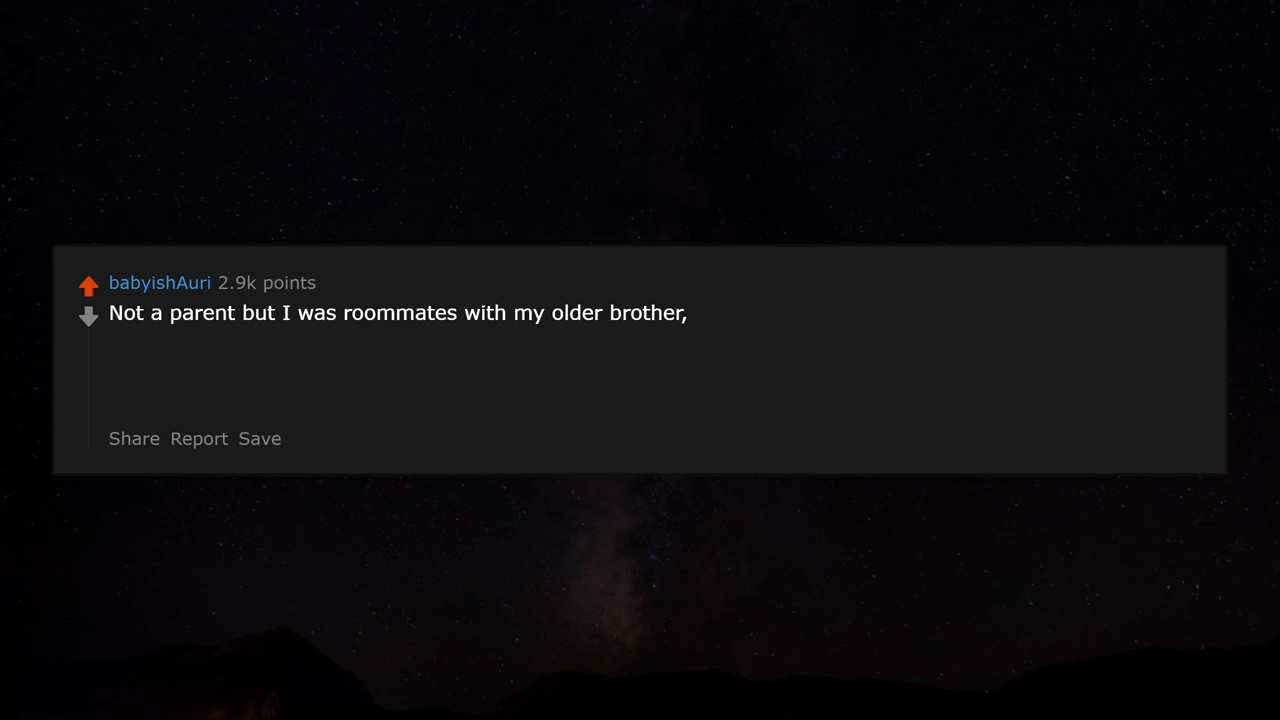 babyishAuri 2.9k points
Not a parent but I was roommates with my older brother,
Share Report Save